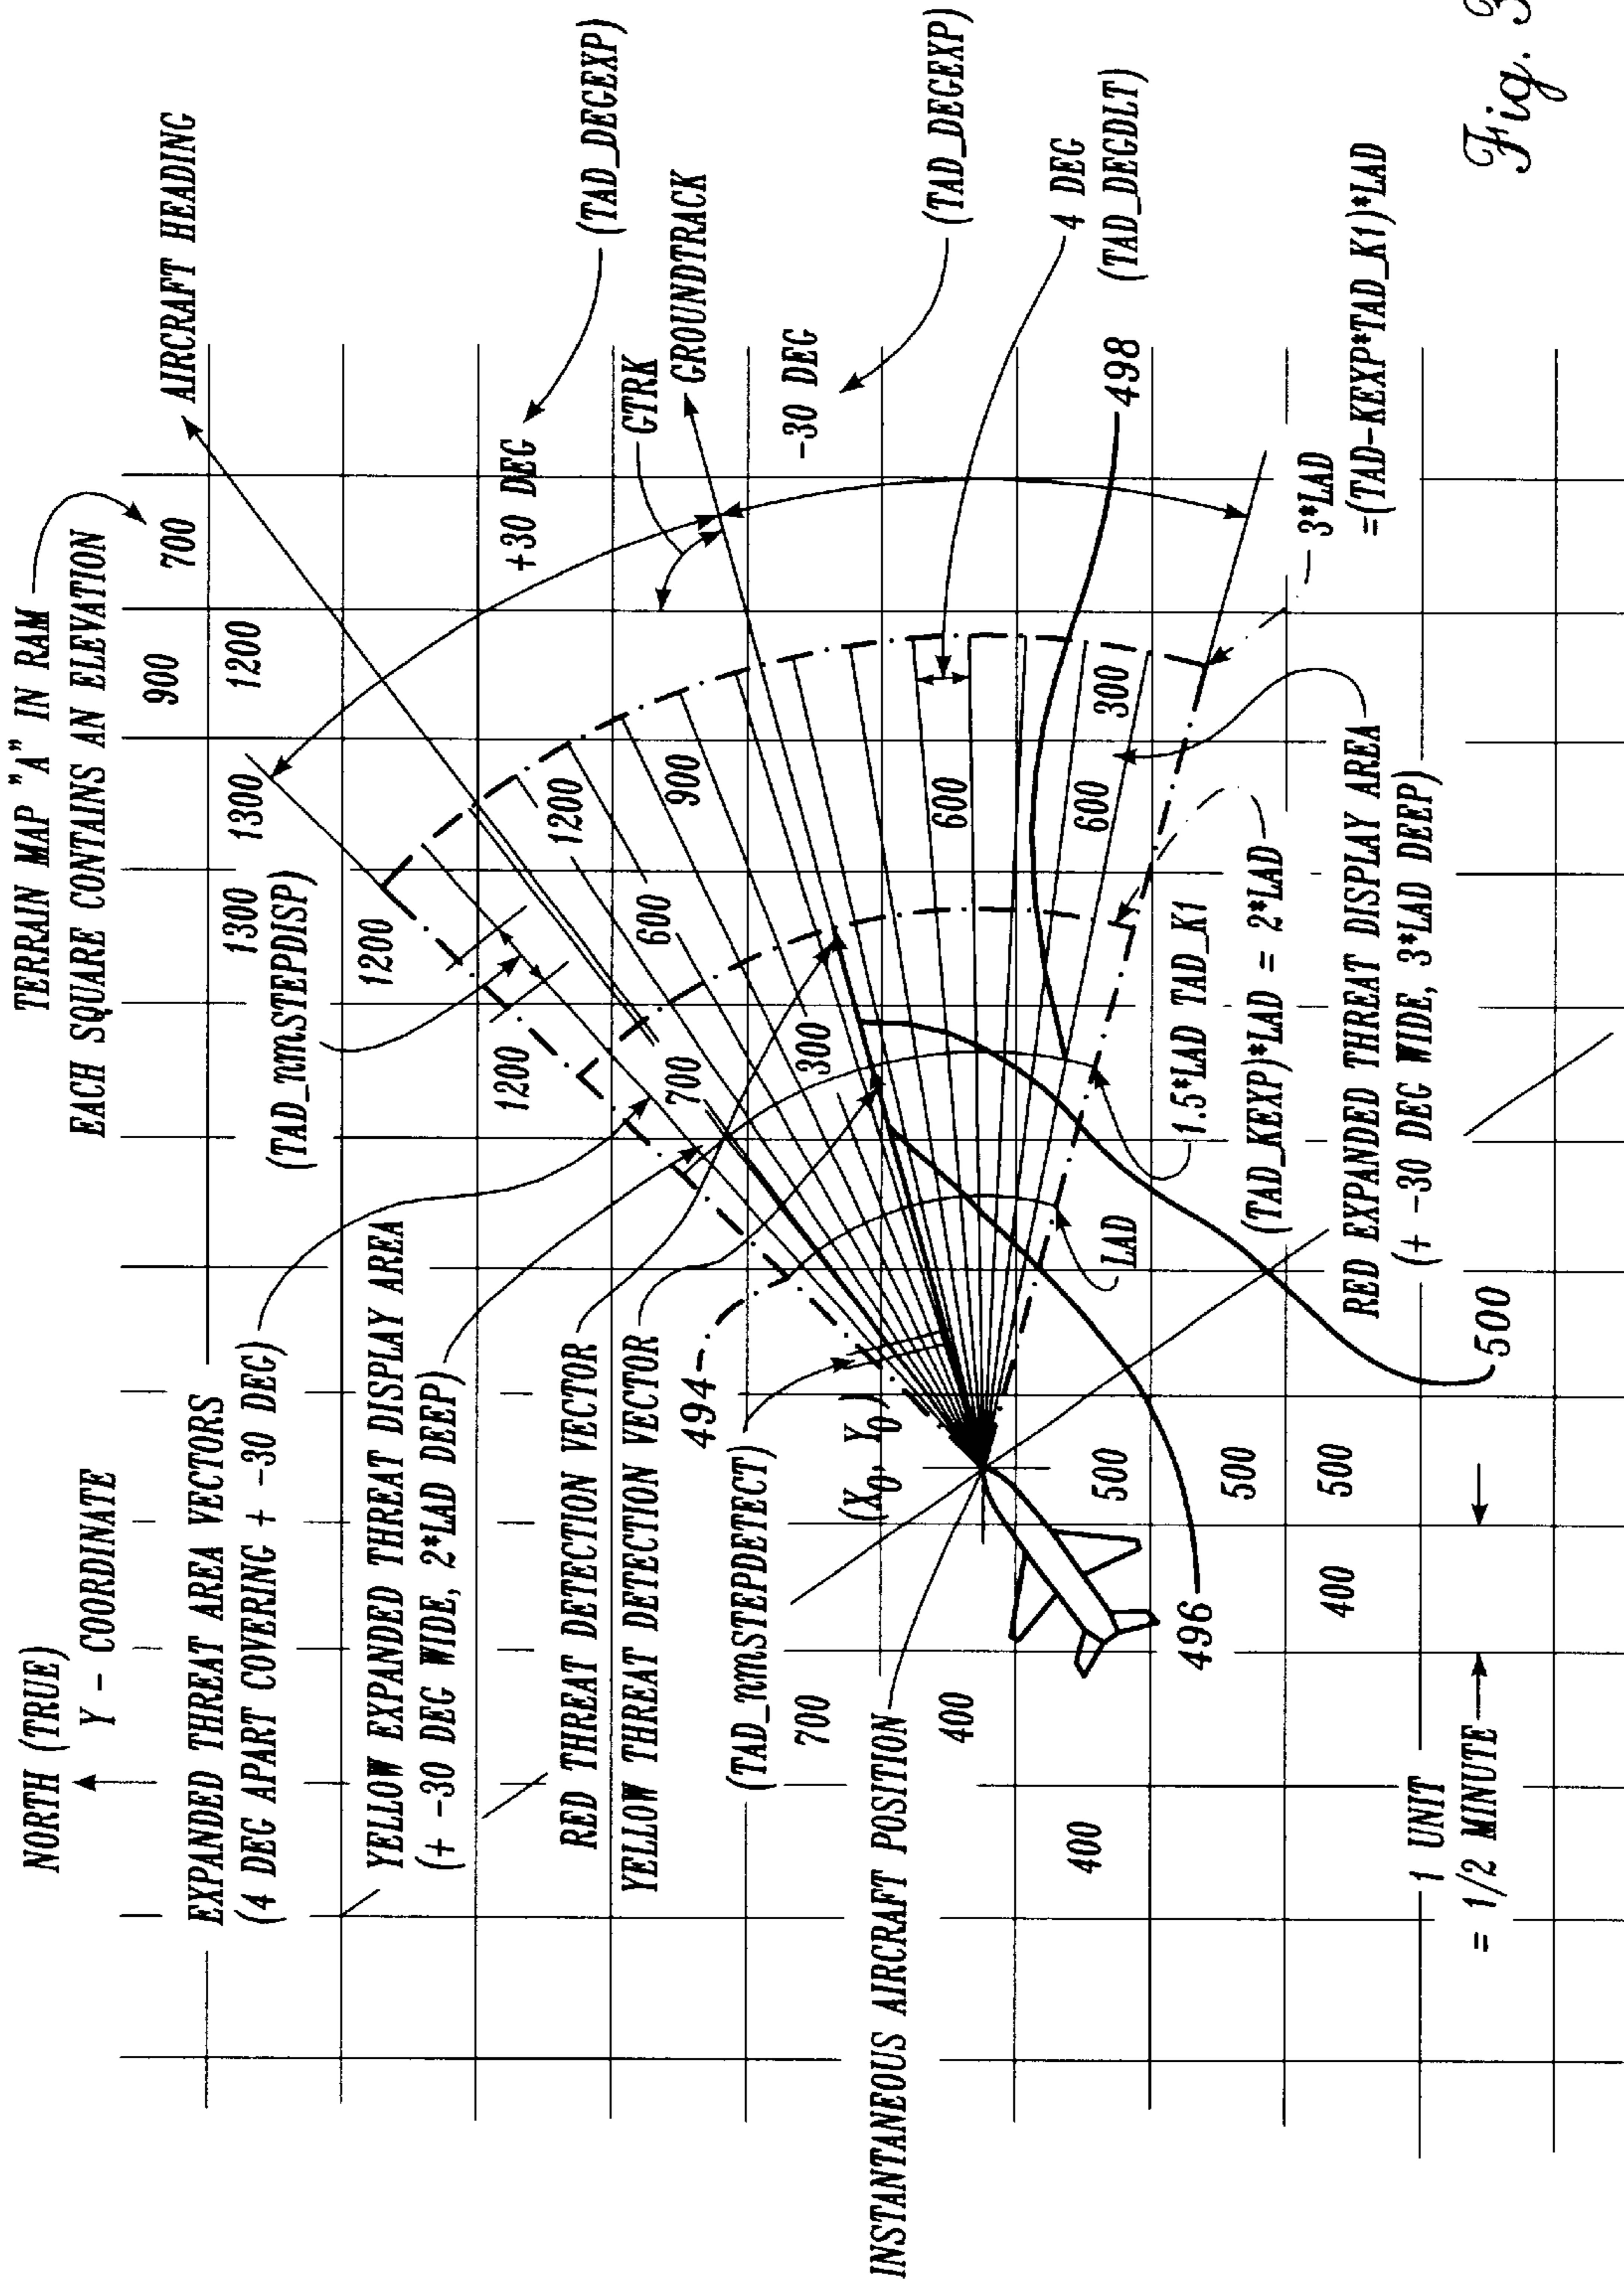 NORTH (TRUE)
Y - COORDINATE
TERRAIN MAP "A" IN RAM
EACH SQUARE CONTAINS AN ELEVATION
AIRCRAFT HEADING
900
700
1300
1200
1300
(TAD_nmSTEPDISP)
1200
1200
EXPANDED THREAT AREA VECTORS
(4 DEG APART COVERING + -30 DEG)
YELLOW EXPANDED THREAT DISPLAY AREA
(+ -30 DEG WIDE, 2*LAD DEEP)
RED THREAT DETECTION VECTOR
YELLOW THREAT DETECTION VECTOR
494
(TAD_nmSTEPDETECT)
(X0, Y0)
INSTANTANEOUS AIRCRAFT POSITION
+30 DEG
(TAD_DEGEXP)
GTRK
GROUNDTRACK
-30 DEG
(TAD_DEGEXP)
4 DEG
(TAD_DEGDLT)
1200
900
600
700
300
600
600
300
700
400
400
500
500
500
400
496
498
LAD
1.5*LAD TAD_K1
(TAD_KEXP)*LAD = 2*LAD
3*LAD
=(TAD-KEXP*TAD_K1)*LAD
RED EXPANDED THREAT DISPLAY AREA
(+ -30 DEG WIDE, 3*LAD DEEP)
500
1 UNIT
= 1/2 MINUTE
Fig. 3